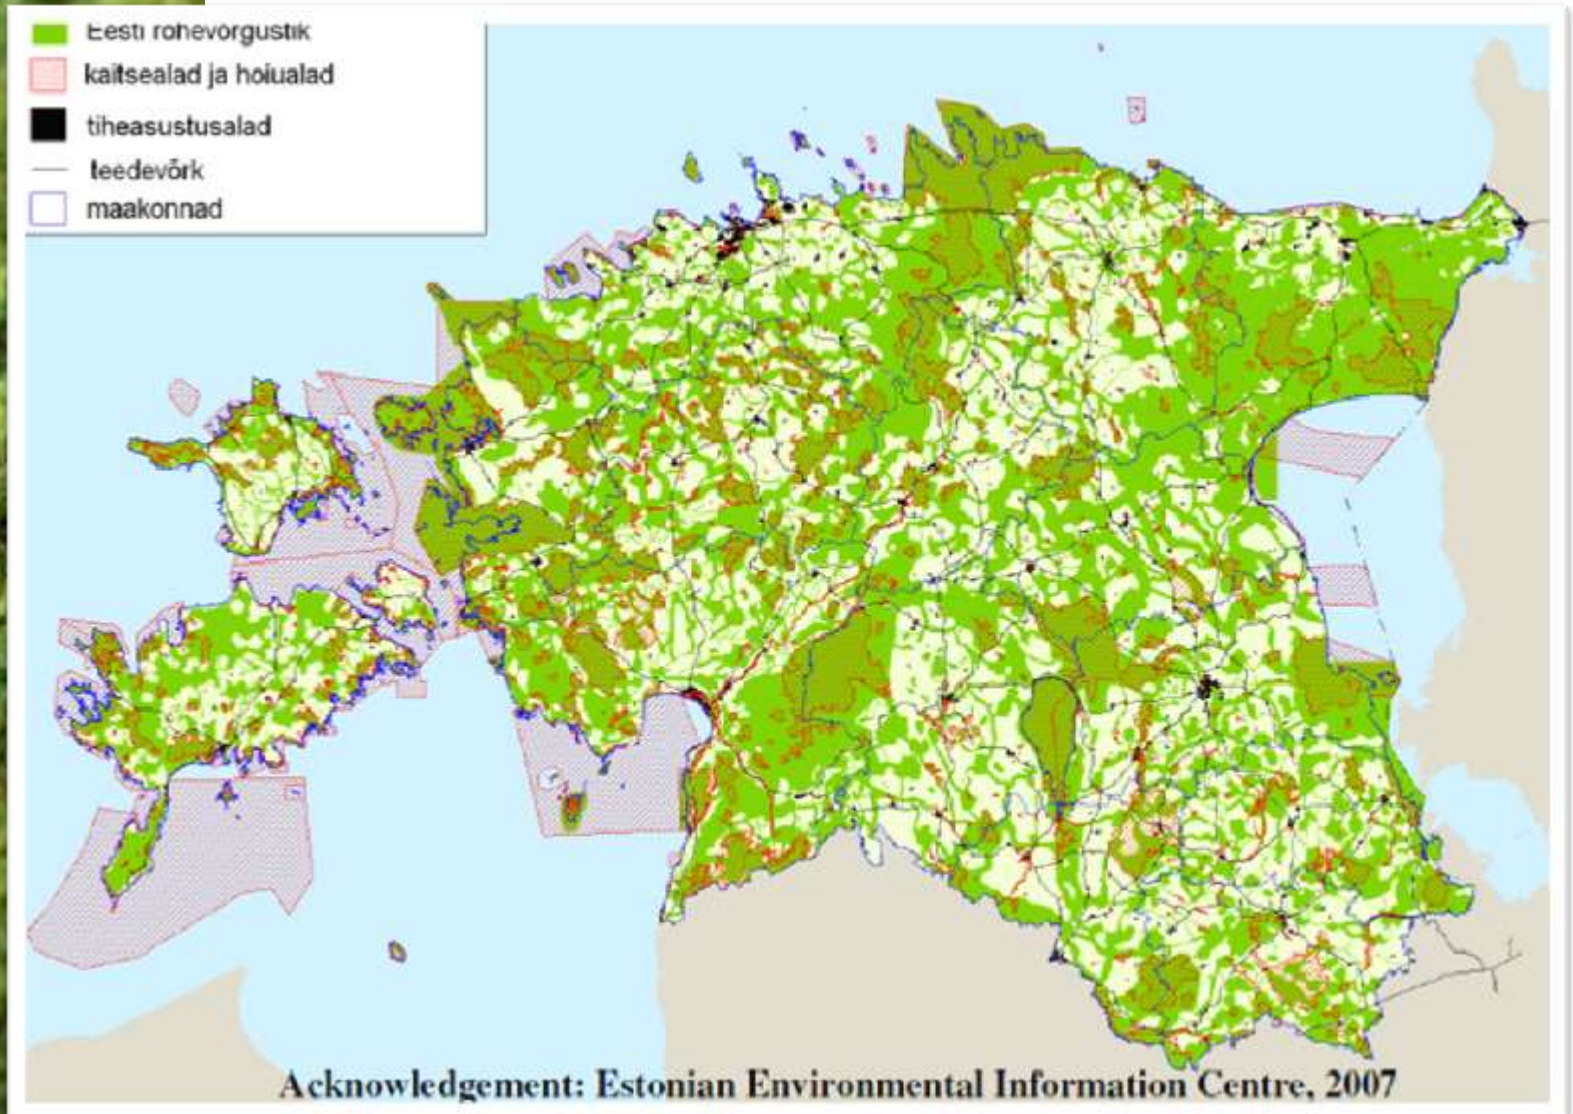 Eesti rohevõrgustik
kaitsealad ja hoiualad
tiheasustusalad
teedevõrk
maakonnad
Acknowledgement: Estonian Environmental Information Centre, 2007